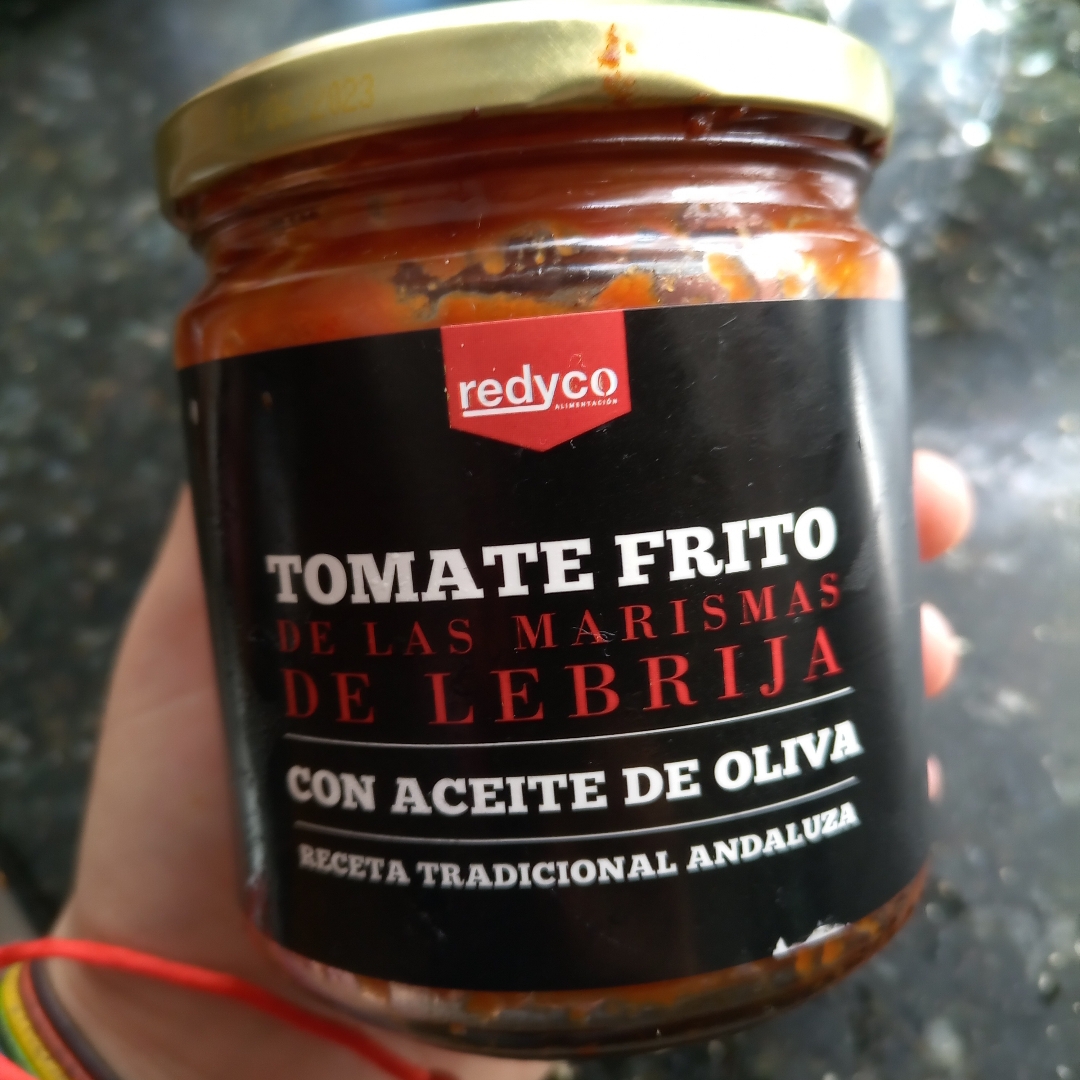 redyco
ALIMENTACIÓN
TOMATE FRITO
DE LAS MARISMAS
DE LEBRIJA
CON ACEITE DE OLIVA
RECETA TRADICIONAL ANDALUZA